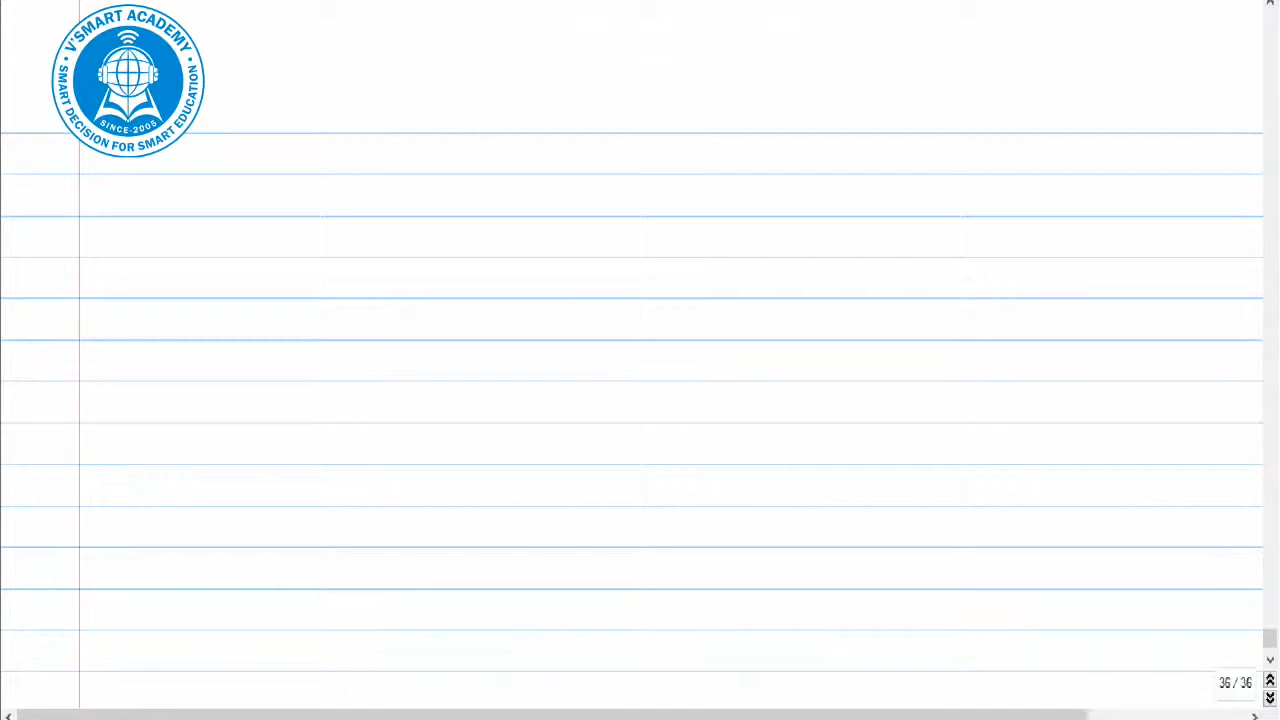 V'SMART ACADEMY
SINCE-2005
SMART DECISION FOR SMART EDUCATION
36 / 36